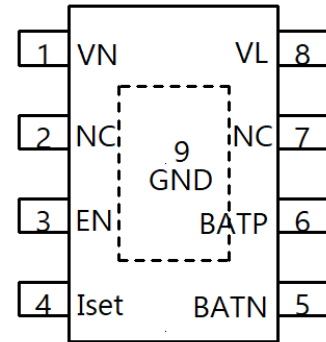 1 VN VL 8
2 NC NC 7
9
GND
3 EN BATP 6
4 Iset BATN 5